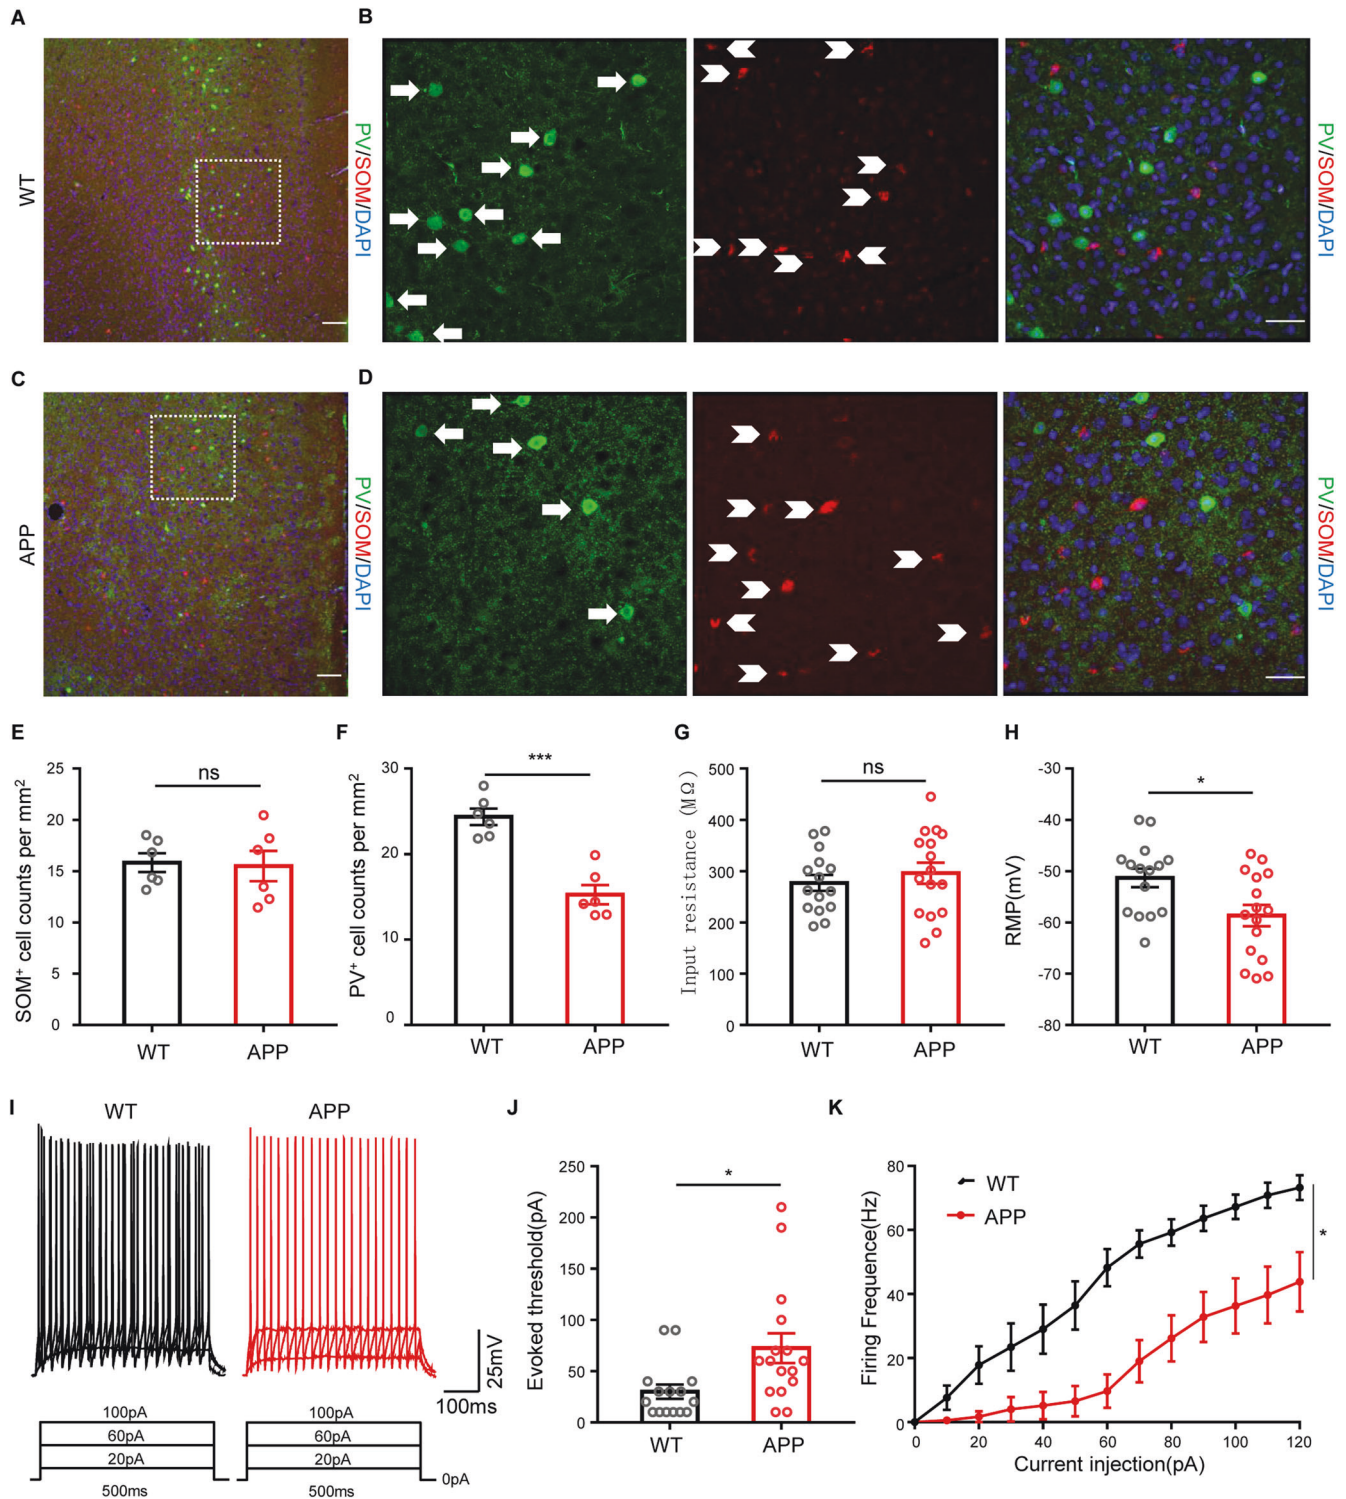 A
B
WT
PV/SOM/DAPI
PV/SOM/DAPI
C
D
APP
PV/SOM/DAPI
PV/SOM/DAPI
E
SOM+ cell counts per mm2
25
20
15
10
5
0
ns
WT
APP
F
PV+ cell counts per mm2
30
20
10
0
***
WT
APP
G
Input resistance (MΩ)
500
400
300
200
100
0
ns
WT
APP
H
RMP(mV)
-30
-40
-50
-60
-70
-80
*
WT
APP
I
WT
APP
25mV
100ms
100pA
60pA
20pA
500ms
100pA
60pA
20pA
0pA
500ms
J
Evoked threshold(pA)
250
200
150
100
50
0
*
WT
APP
K
Firing Frequence(Hz)
80
60
40
20
0
WT
APP
*
0
20
40
60
80
100
120
Current injection(pA)